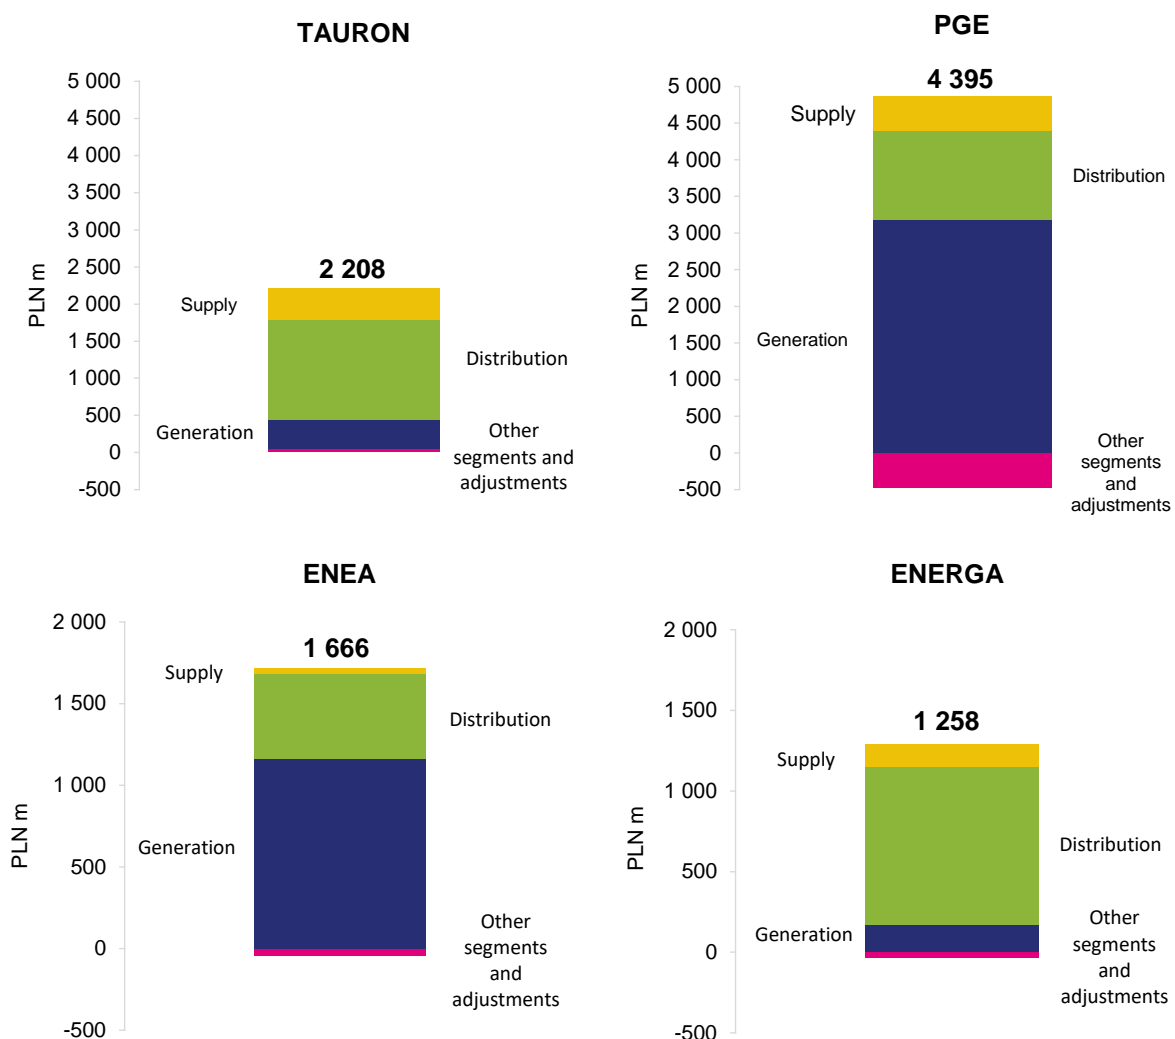 TAURON
5 000
4 500
4 000
3 500
3 000
2 500
2 000
1 500
1 000
500
0
-500
PLN m
2 208
Supply
Distribution
Generation
Other
segments and
adjustments
PGE
5 000
4 500
4 000
3 500
3 000
2 500
2 000
1 500
1 000
500
0
-500
PLN m
4 395
Supply
Distribution
Generation
Other
segments
and
adjustments
ENEA
2 000
1 500
1 000
500
0
-500
PLN m
1 666
Supply
Distribution
Generation
Other
segments
and
adjustments
ENERGA
2 000
1 500
1 000
500
0
-500
PLN m
1 258
Supply
Distribution
Generation
Other
segments
and
adjustments